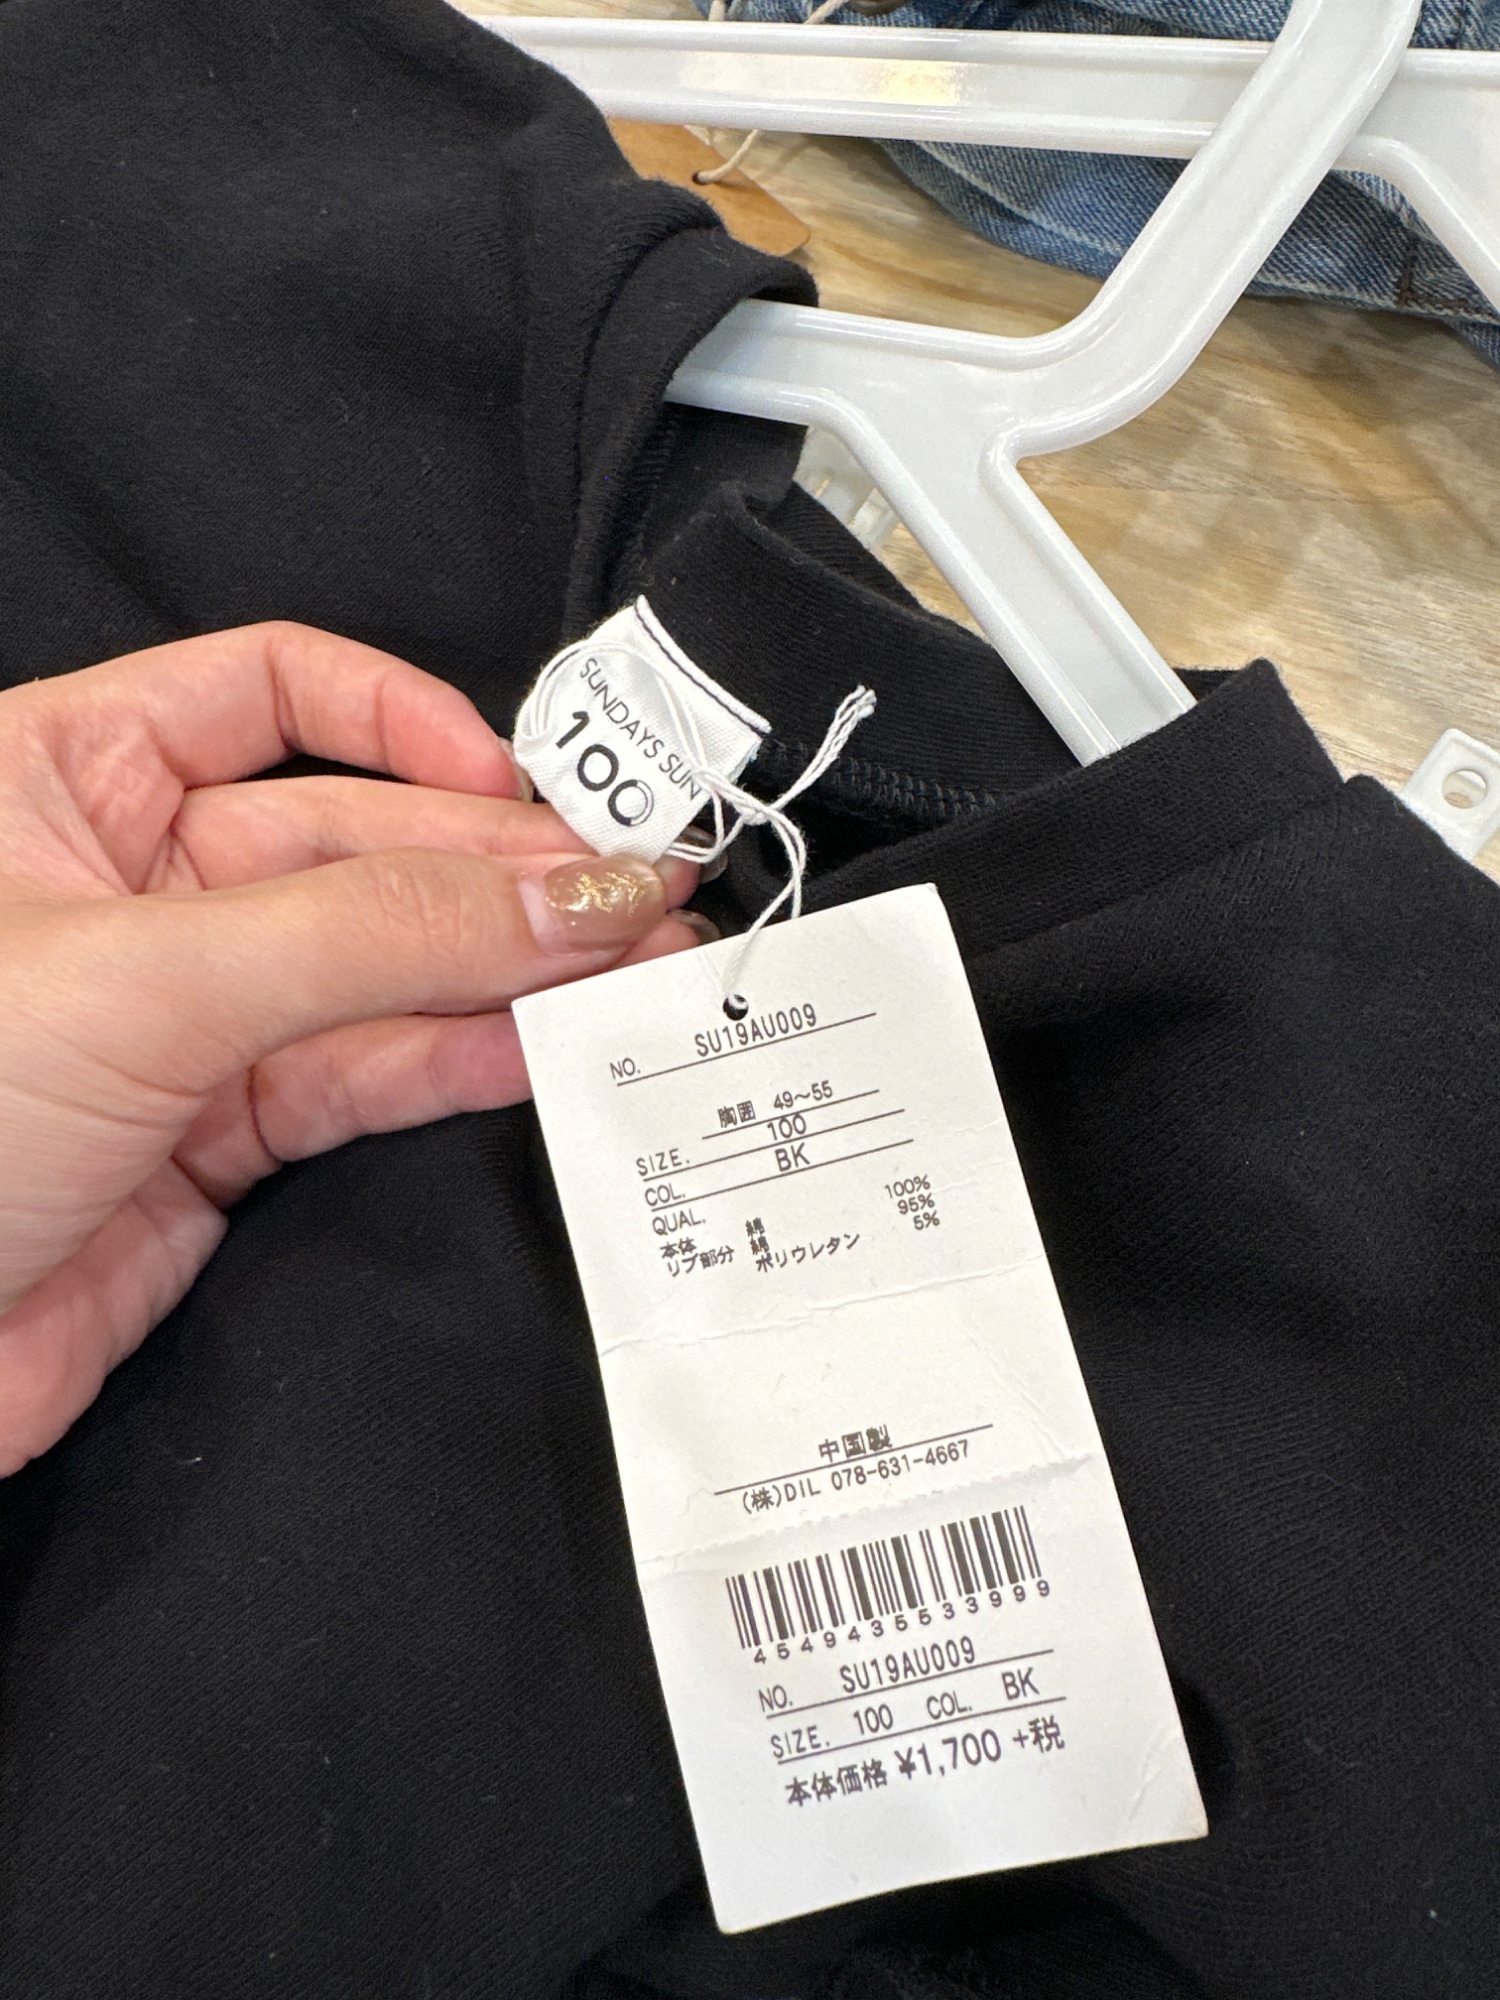 SUNDAYS SUN
100
NO. SU19AU009
胸囲 49～55
SIZE. 100
COL. BK
QUAL.
本体 綿 100%
リブ部分 綿 95%
ポリウレタン 5%
中国製
(株)DIL 078-631-4667
4549435533999
NO. SU19AU009
SIZE. 100 COL. BK
本体価格 ¥1,700 +税